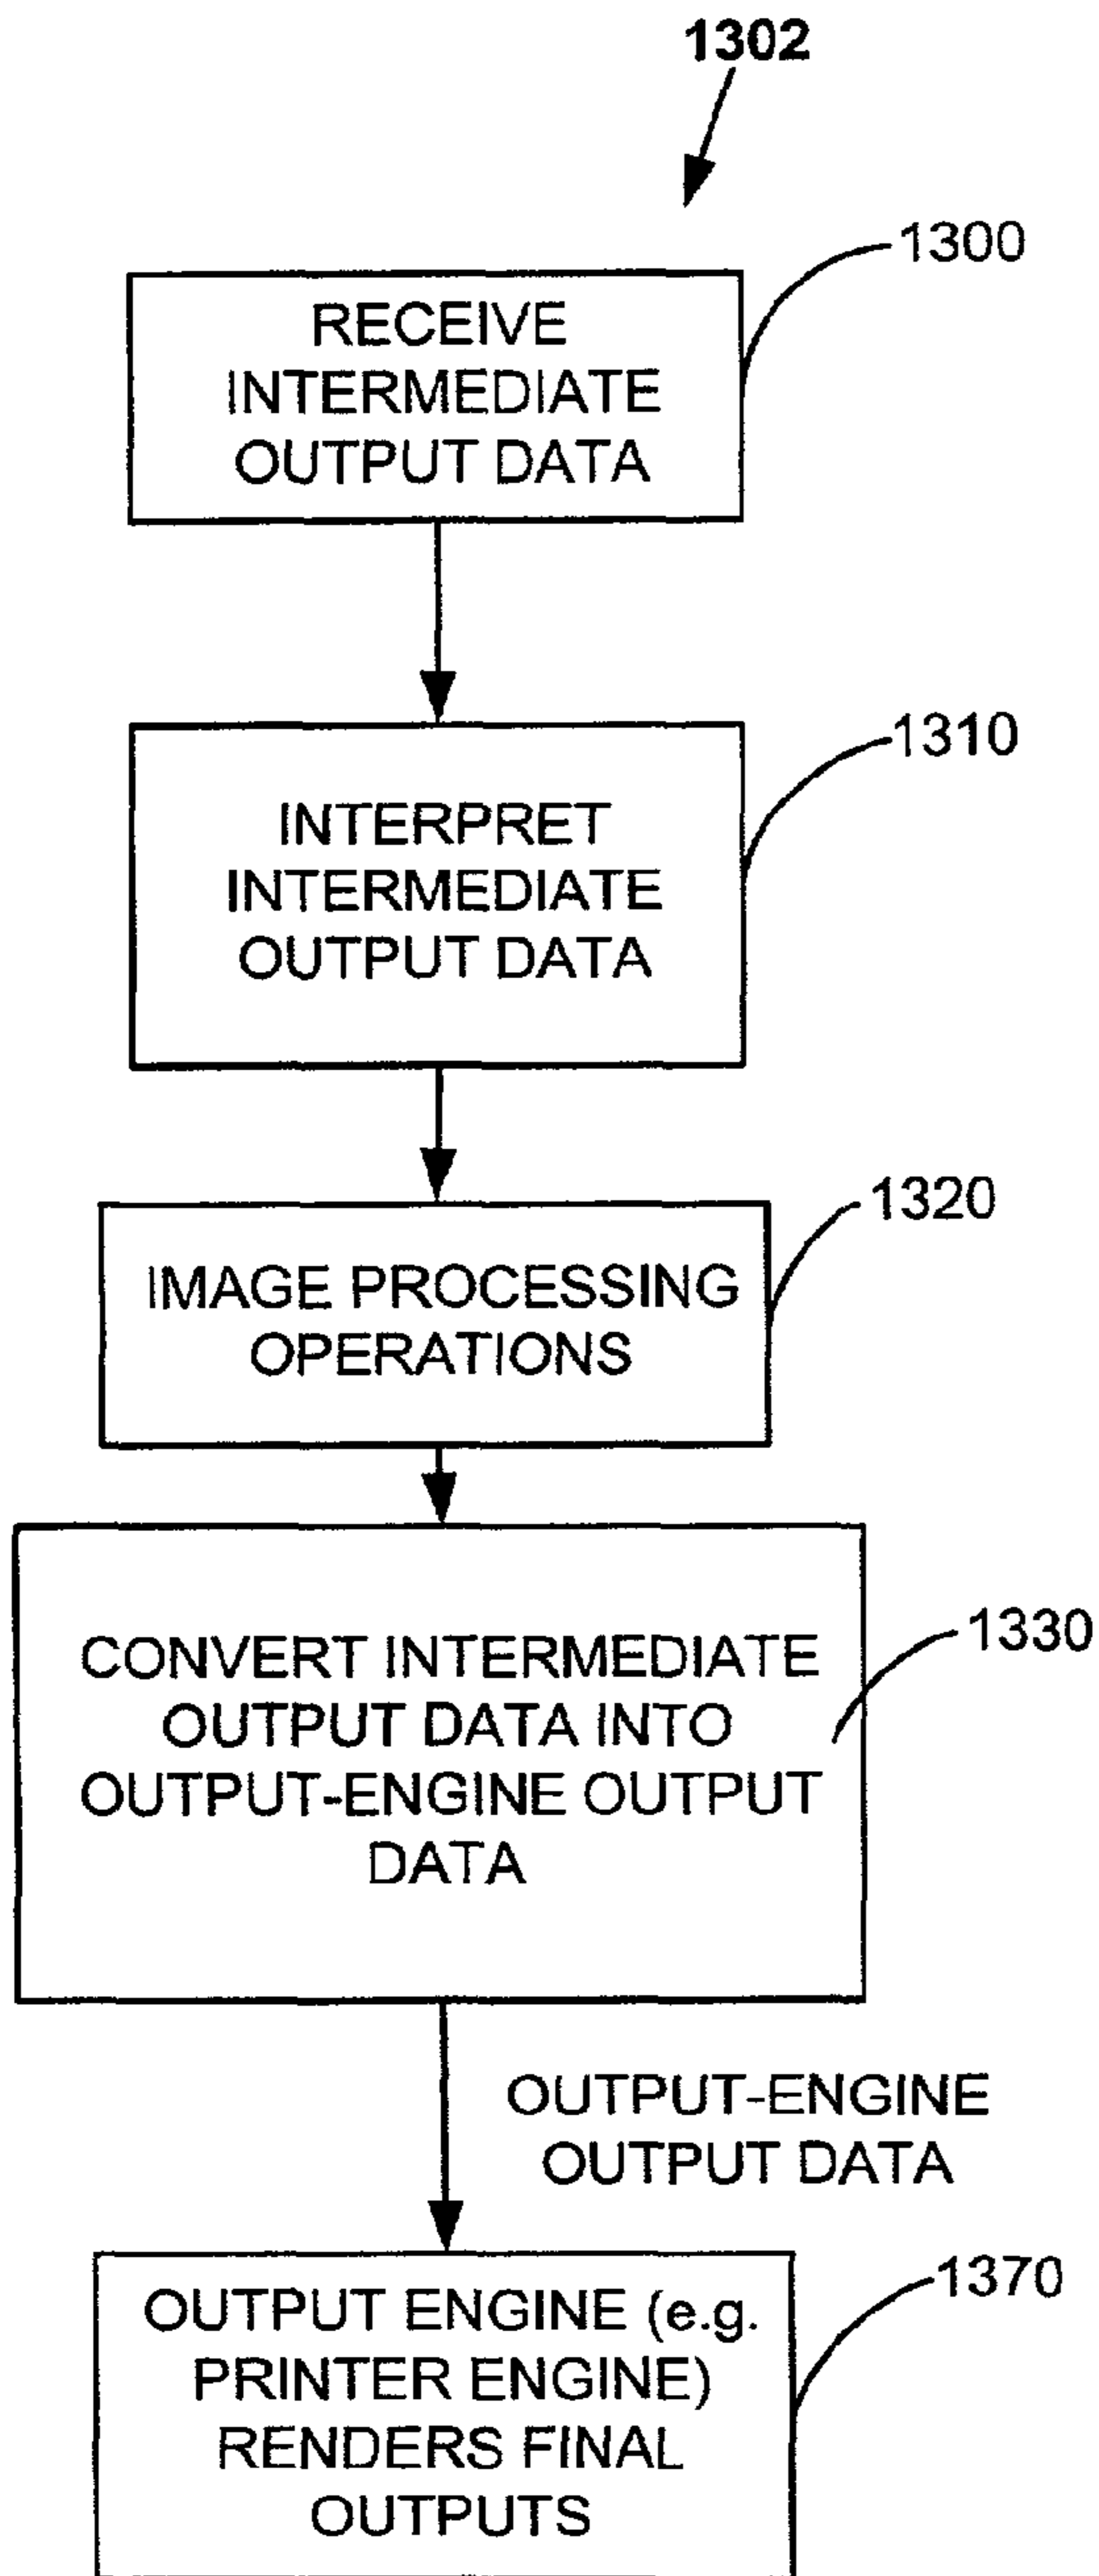 1302
1300
RECEIVE
INTERMEDIATE
OUTPUT DATA
1310
INTERPRET
INTERMEDIATE
OUTPUT DATA
1320
IMAGE PROCESSING
OPERATIONS
1330
CONVERT INTERMEDIATE
OUTPUT DATA INTO
OUTPUT-ENGINE OUTPUT
DATA
OUTPUT-ENGINE
OUTPUT DATA
1370
OUTPUT ENGINE (e.g.
PRINTER ENGINE)
RENDERS FINAL
OUTPUTS